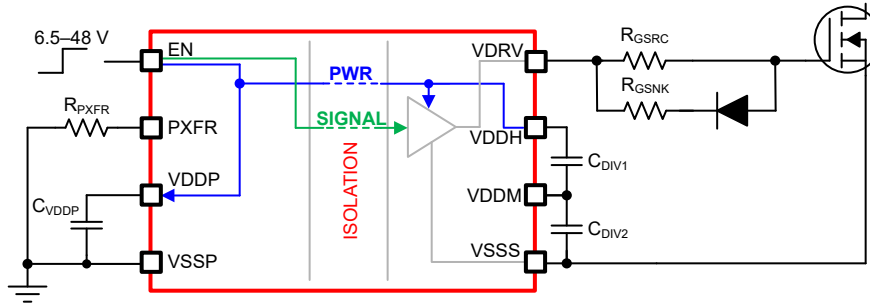 6.5–48 V
EN
VDRV
RGSRC
PWR
RPXFR
RGSNK
PXFR
SIGNAL
VDDH
CDIV1
VDDP
VDDM
CVDDP
ISOLATION
CDIV2
VSSP
VSSS